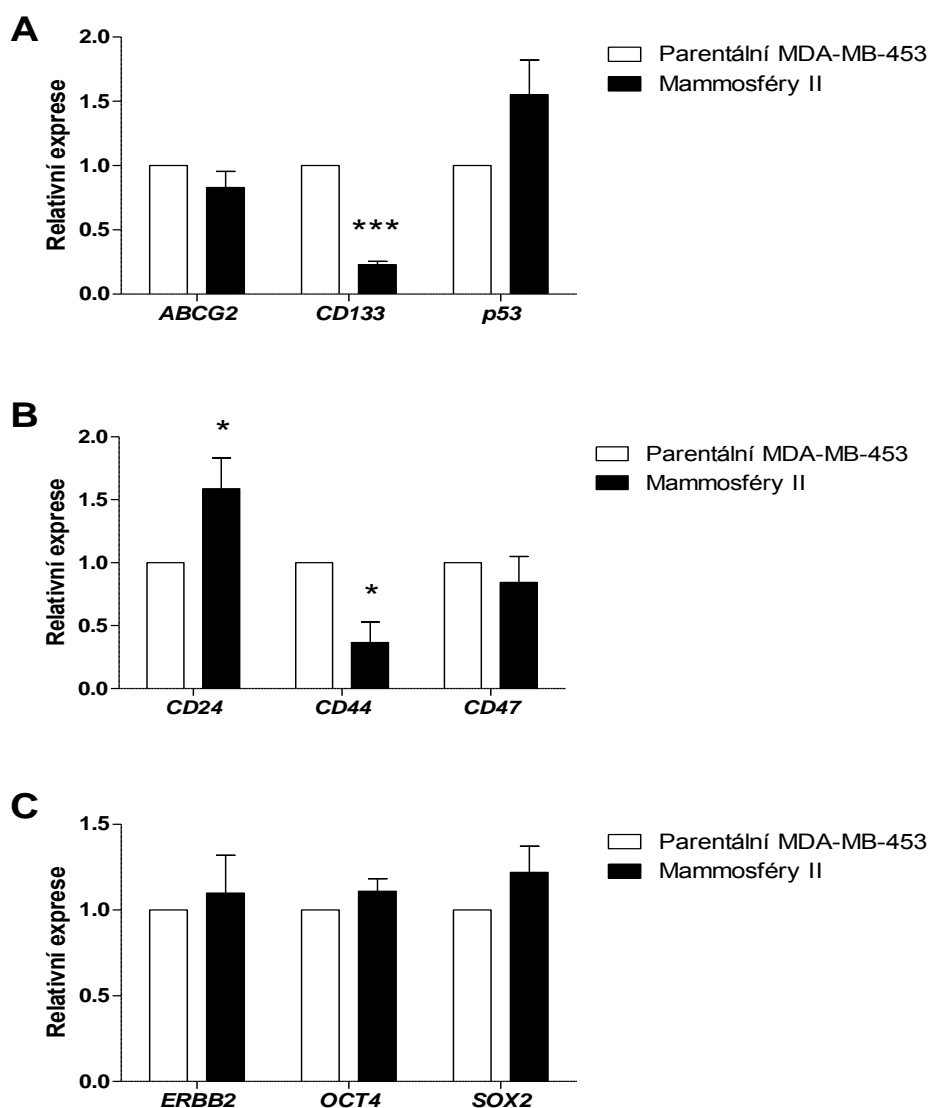 A
2.0
1.5
1.0
0.5
0.0
Relativní exprese
***
ABCG2 CD133 p53
Parentální MDA-MB-453
Mammosféry II
B
2.0
1.5
1.0
0.5
0.0
Relativní exprese
*
*
CD24 CD44 CD47
Parentální MDA-MB-453
Mammosféry II
C
1.5
1.0
0.5
0.0
Relativní exprese
ERBB2 OCT4 SOX2
Parentální MDA-MB-453
Mammosféry II